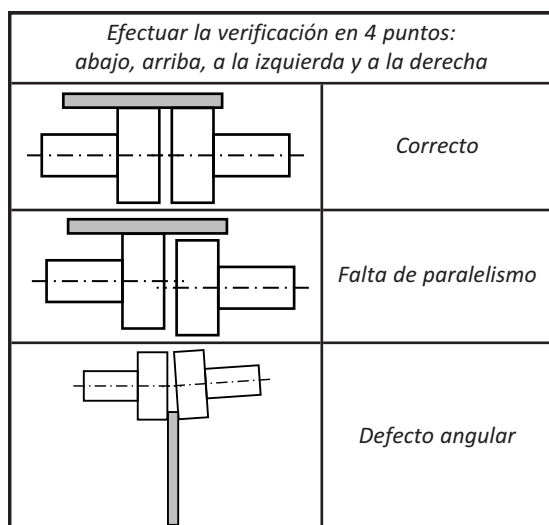 Efectuar la verificación en 4 puntos:
abajo, arriba, a la izquierda y a la derecha
Correcto
Falta de paralelismo
Defecto angular